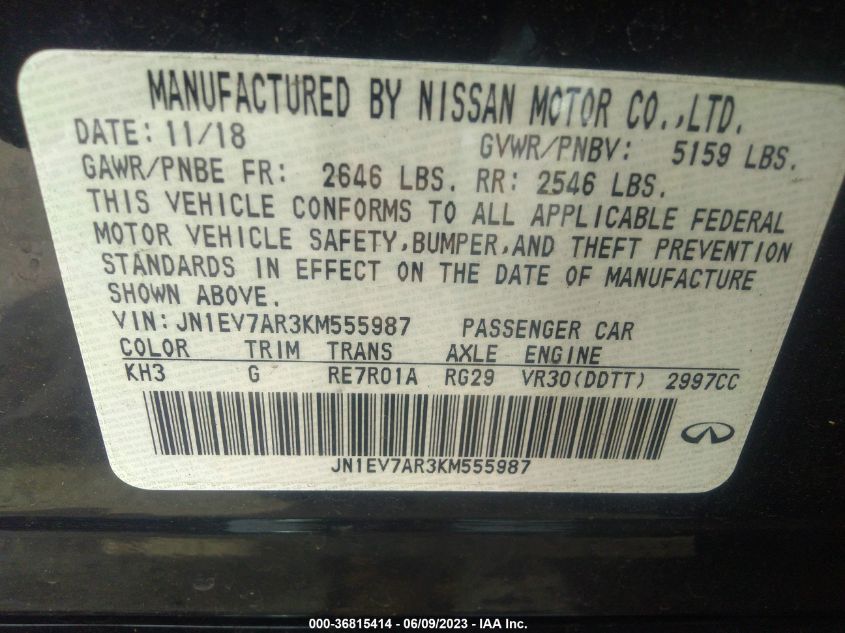 MANUFACTURED BY NISSAN MOTOR CO.,LTD.
DATE: 11/18 GVWR/PNBV: 5159 LBS.
GAWR/PNBE FR: 2646 LBS. RR: 2546 LBS.
THIS VEHICLE CONFORMS TO ALL APPLICABLE FEDERAL
MOTOR VEHICLE SAFETY,BUMPER,AND THEFT PREVENTION
STANDARDS IN EFFECT ON THE DATE OF MANUFACTURE
SHOWN ABOVE.
VIN:JN1EV7AR3KM555987 PASSENGER CAR
COLOR TRIM TRANS AXLE ENGINE
KH3 G RE7R01A RG29 VR30(DDTT) 2997CC
JN1EV7AR3KM555987
000-36815414 - 06/09/2023 - IAA Inc.